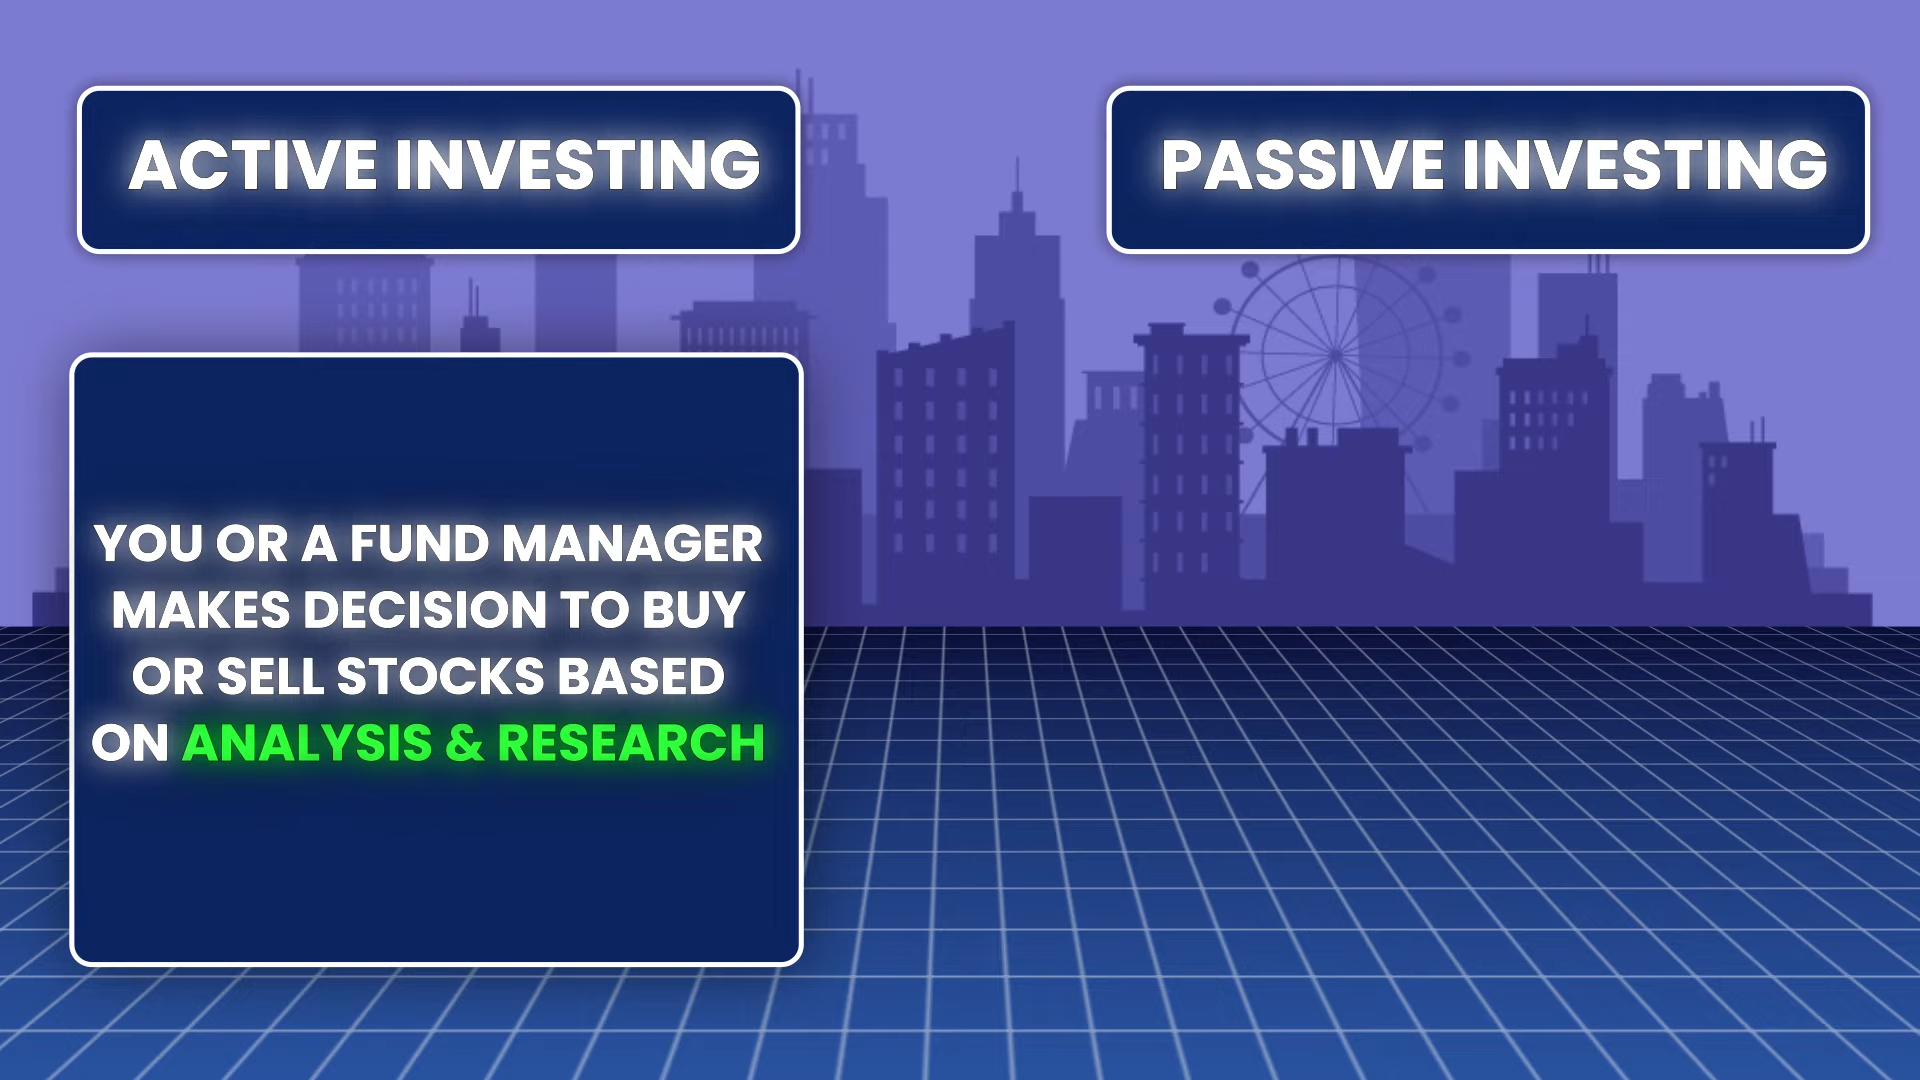 ACTIVE INVESTING
PASSIVE INVESTING
YOU OR A FUND MANAGER
MAKES DECISION TO BUY
OR SELL STOCKS BASED
ON ANALYSIS & RESEARCH